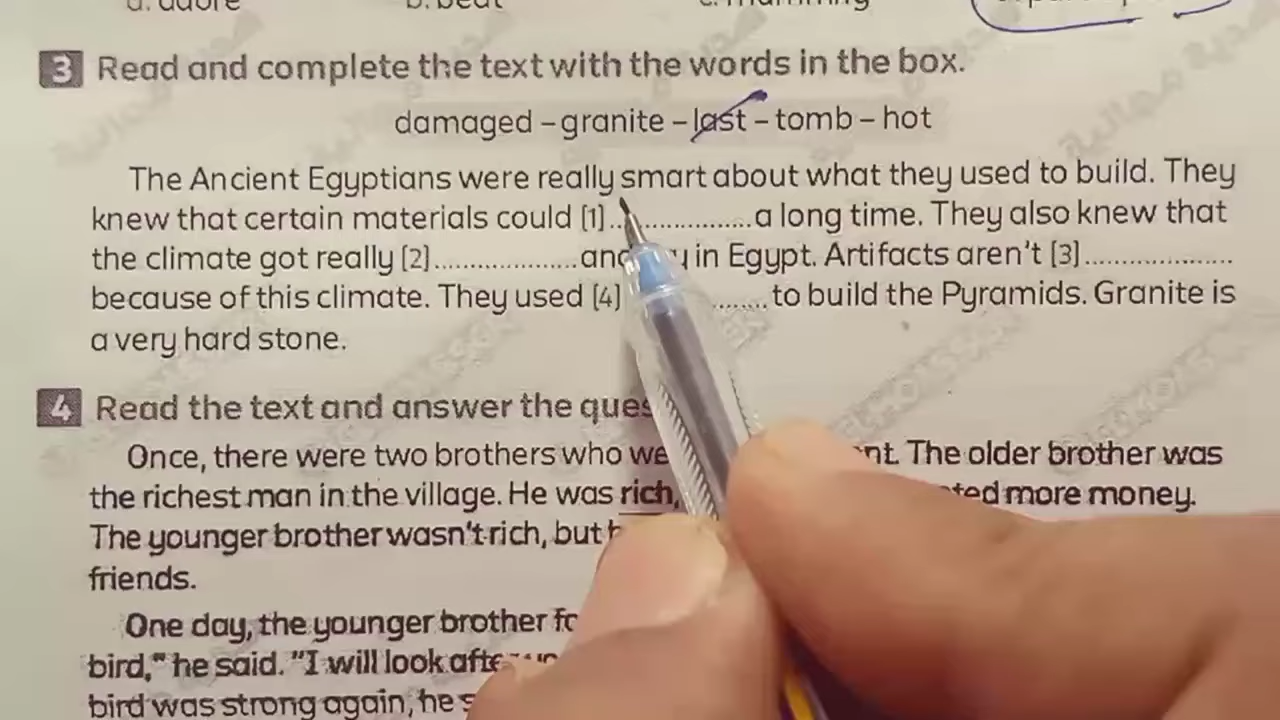 a. adore b. beat c. mummy
3 Read and complete the text with the words in the box.
damaged – granite – last – tomb – hot
The Ancient Egyptians were really smart about what they used to build. They
knew that certain materials could [1].. ...............a long time. They also knew that
the climate got really [2]...................and in Egypt. Artifacts aren't [3]....................
because of this climate. They used [4] ........ to build the Pyramids. Granite is
a very hard stone.
4 Read the text and answer the
Once, there were two brothers who The older brother was
the richest man in the village. He was rich, more money.
The younger brother wasn't rich, but
friends.
One day, the younger brother
bird," he said. "I will look
bird was strong again, he